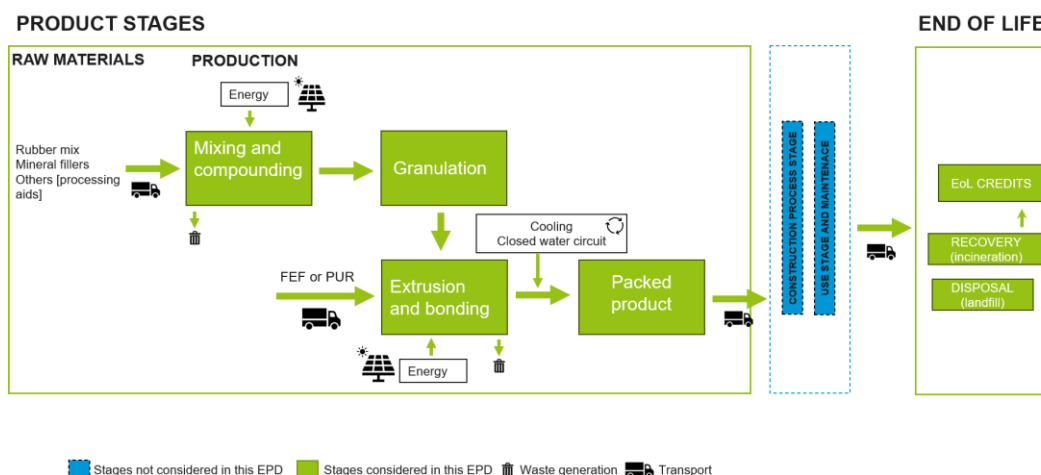 PRODUCT STAGES
END OF LIFE
RAW MATERIALS
PRODUCTION
Energy
Rubber mix
Mineral fillers
Others [processing
aids]
Mixing and
compounding
Granulation
Cooling
Closed water circuit
FEF or PUR
Extrusion
and bonding
Packed
product
Energy
CONSTRUCTION PROCESS STAGE
USE STAGE AND MAINTENACE
EoL CREDITS
RECOVERY
(incineration)
DISPOSAL
(landfill)
Stages not considered in this EPD
Stages considered in this EPD
Waste generation
Transport